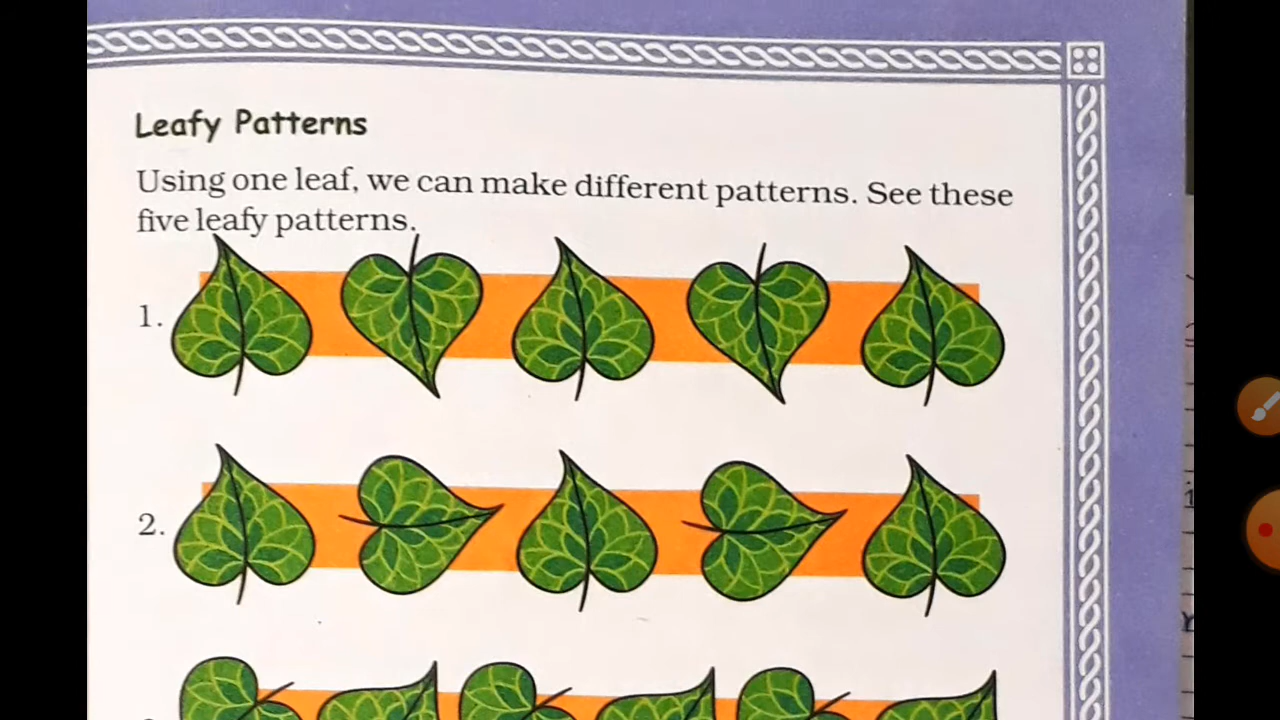 Leafy Patterns
Using one leaf, we can make different patterns. See these
five leafy patterns.
1.
2.